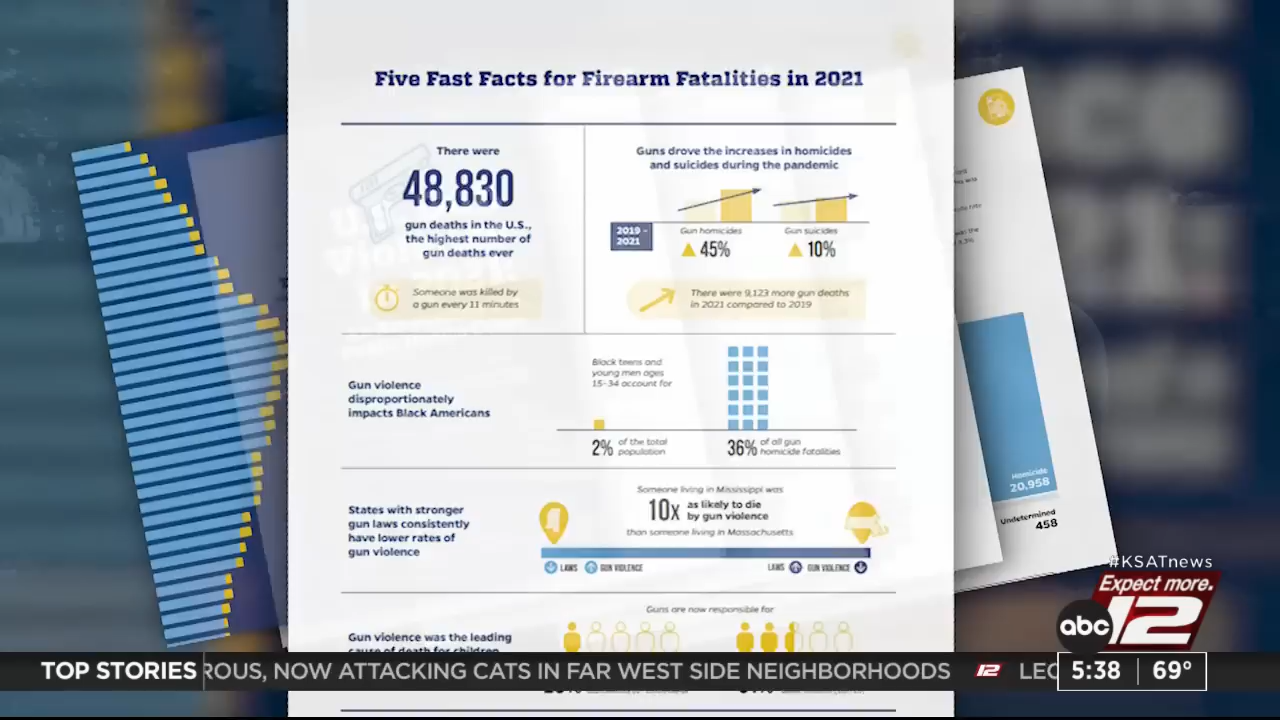 Five Fast Facts for Firearm Fatalities in 2021
There were
48,830
gun deaths in the U.S.,
the highest number of
gun deaths ever
Someone was killed by
a gun every 11 minutes
Guns drove the increases in homicides
and suicides during the pandemic
2019 -
2021
Gun homicides
45%
Gun suicides
10%
There were 9,123 more gun deaths
in 2021 compared to 2019
Gun violence
disproportionately
impacts Black Americans
Black teens and
young men ages
15-34 account for
2% of the total
population
36% of all gun
homicide fatalities
States with stronger
gun laws consistently
have lower rates of
gun violence
Someone living in Mississippi was
10x as likely to die
by gun violence
than someone living in Massachusetts
LAWS GUN VIOLENCE
LAWS GUN VIOLENCE
Gun violence was the leading
cause of death for children
Guns are now responsible for
Homicide
20,958
Undetermined
458
#KSATnews
Expect more.
abc 12
TOP STORIES ROUS, NOW ATTACKING CATS IN FAR WEST SIDE NEIGHBORHOODS 12 LEO
5:38 69°